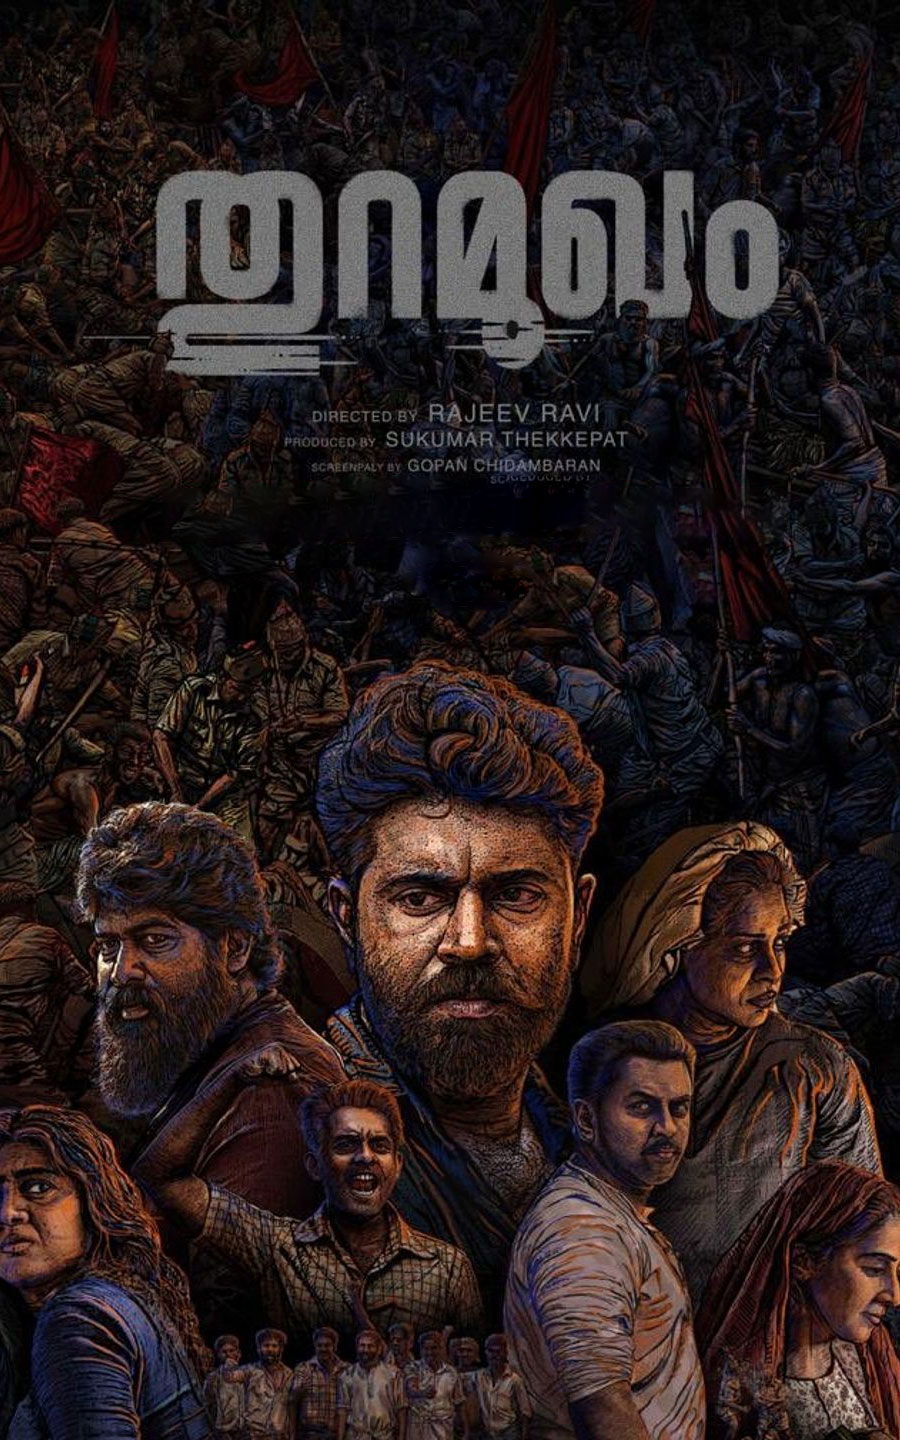 തുറമുഖം
DIRECTED BY RAJEEV RAVI
PRODUCED BY SUKUMAR THEKKEPAT
SCREENPALY BY GOPAN CHIDAMBARAN